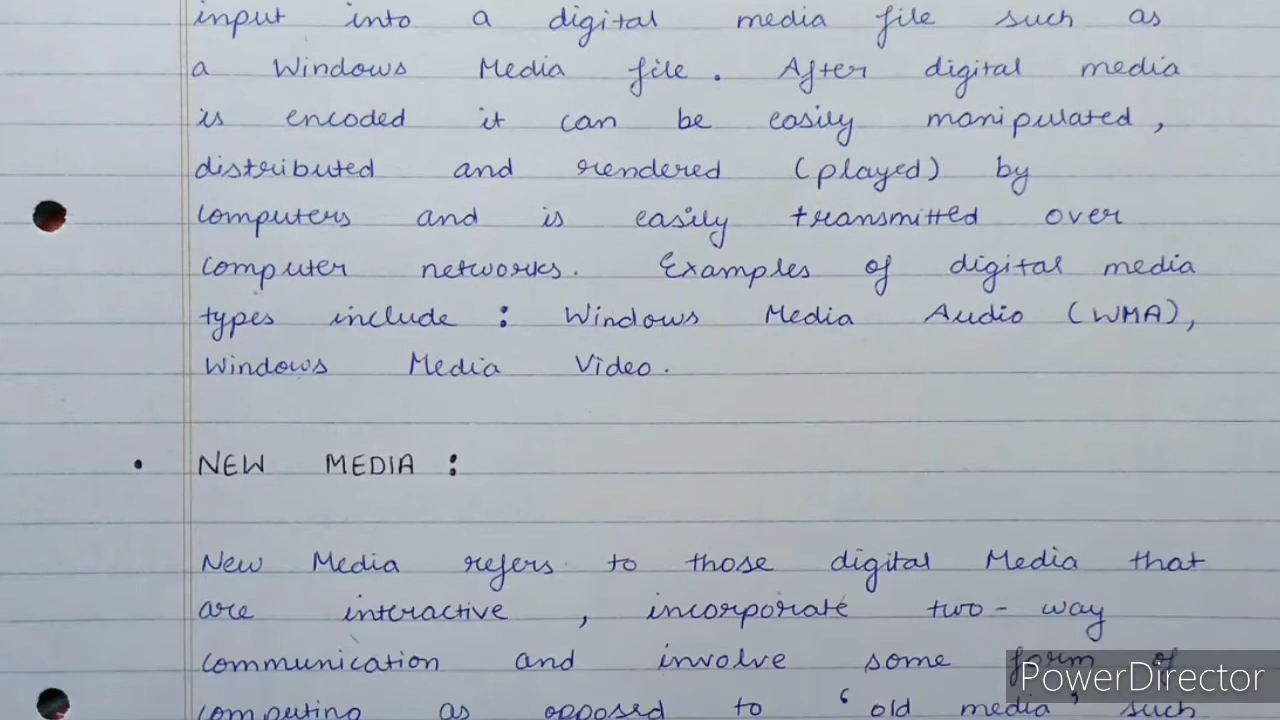 input into a digital media file such as
a Windows Media file. After digital media
is encoded it can be easily manipulated,
distributed and rendered (played) by
computers and is easily transmitted over
computer networks. Examples of digital media
types include : Windows Media Audio (WMA),
Windows Media Video.
• NEW MEDIA :
New Media refers to those digital Media that
are interactive , incorporate two-way
communication and involve some form of
computing as opposed to 'old media' such
PowerDirector